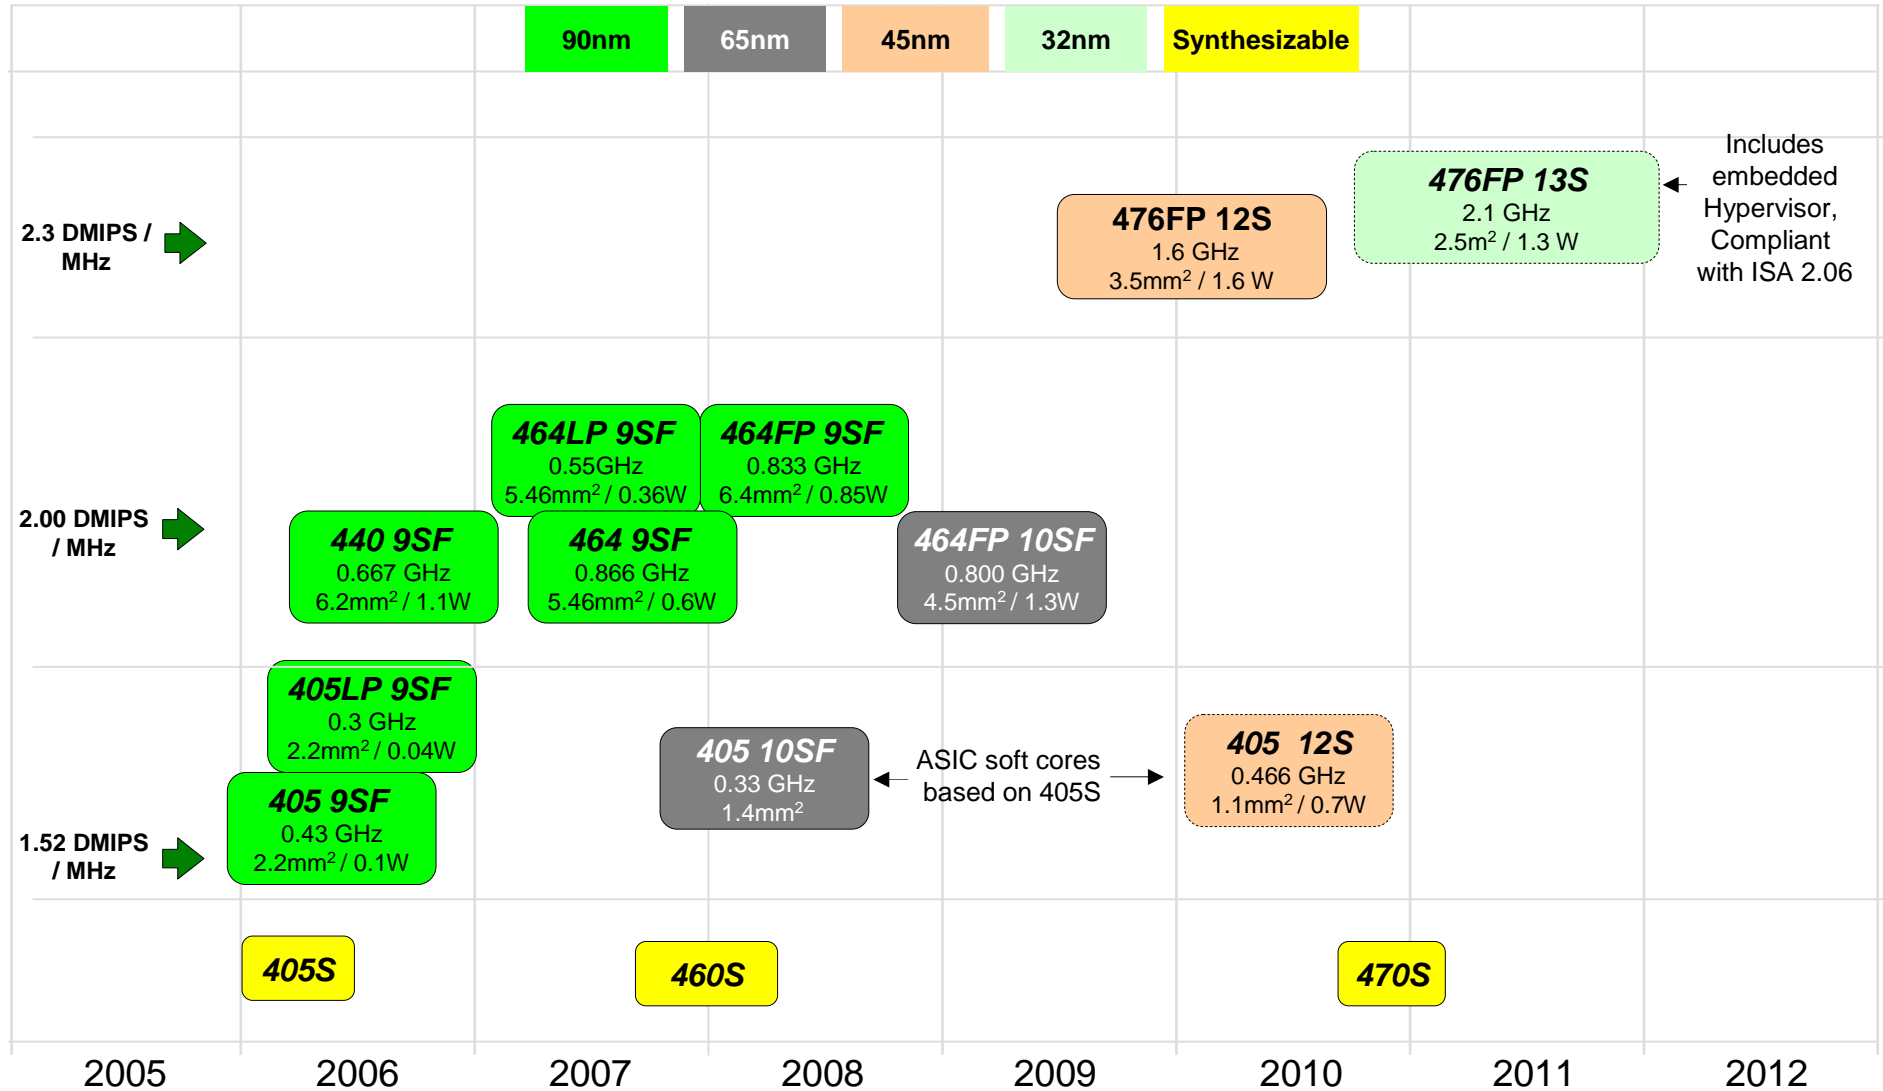 90nm
65nm
45nm
32nm
Synthesizable
2.3 DMIPS /
MHz
476FP 12S
1.6 GHz
3.5mm² / 1.6 W
476FP 13S
2.1 GHz
2.5m² / 1.3 W
Includes
embedded
Hypervisor,
Compliant
with ISA 2.06
2.00 DMIPS
/ MHz
464LP 9SF
0.55GHz
5.46mm² / 0.36W
464FP 9SF
0.833 GHz
6.4mm² / 0.85W
440 9SF
0.667 GHz
6.2mm² / 1.1W
464 9SF
0.866 GHz
5.46mm² / 0.6W
464FP 10SF
0.800 GHz
4.5mm² / 1.3W
405LP 9SF
0.3 GHz
2.2mm² / 0.04W
1.52 DMIPS
/ MHz
405 9SF
0.43 GHz
2.2mm² / 0.1W
405 10SF
0.33 GHz
1.4mm²
ASIC soft cores
based on 405S
405 12S
0.466 GHz
1.1mm² / 0.7W
405S
460S
470S
2005
2006
2007
2008
2009
2010
2011
2012